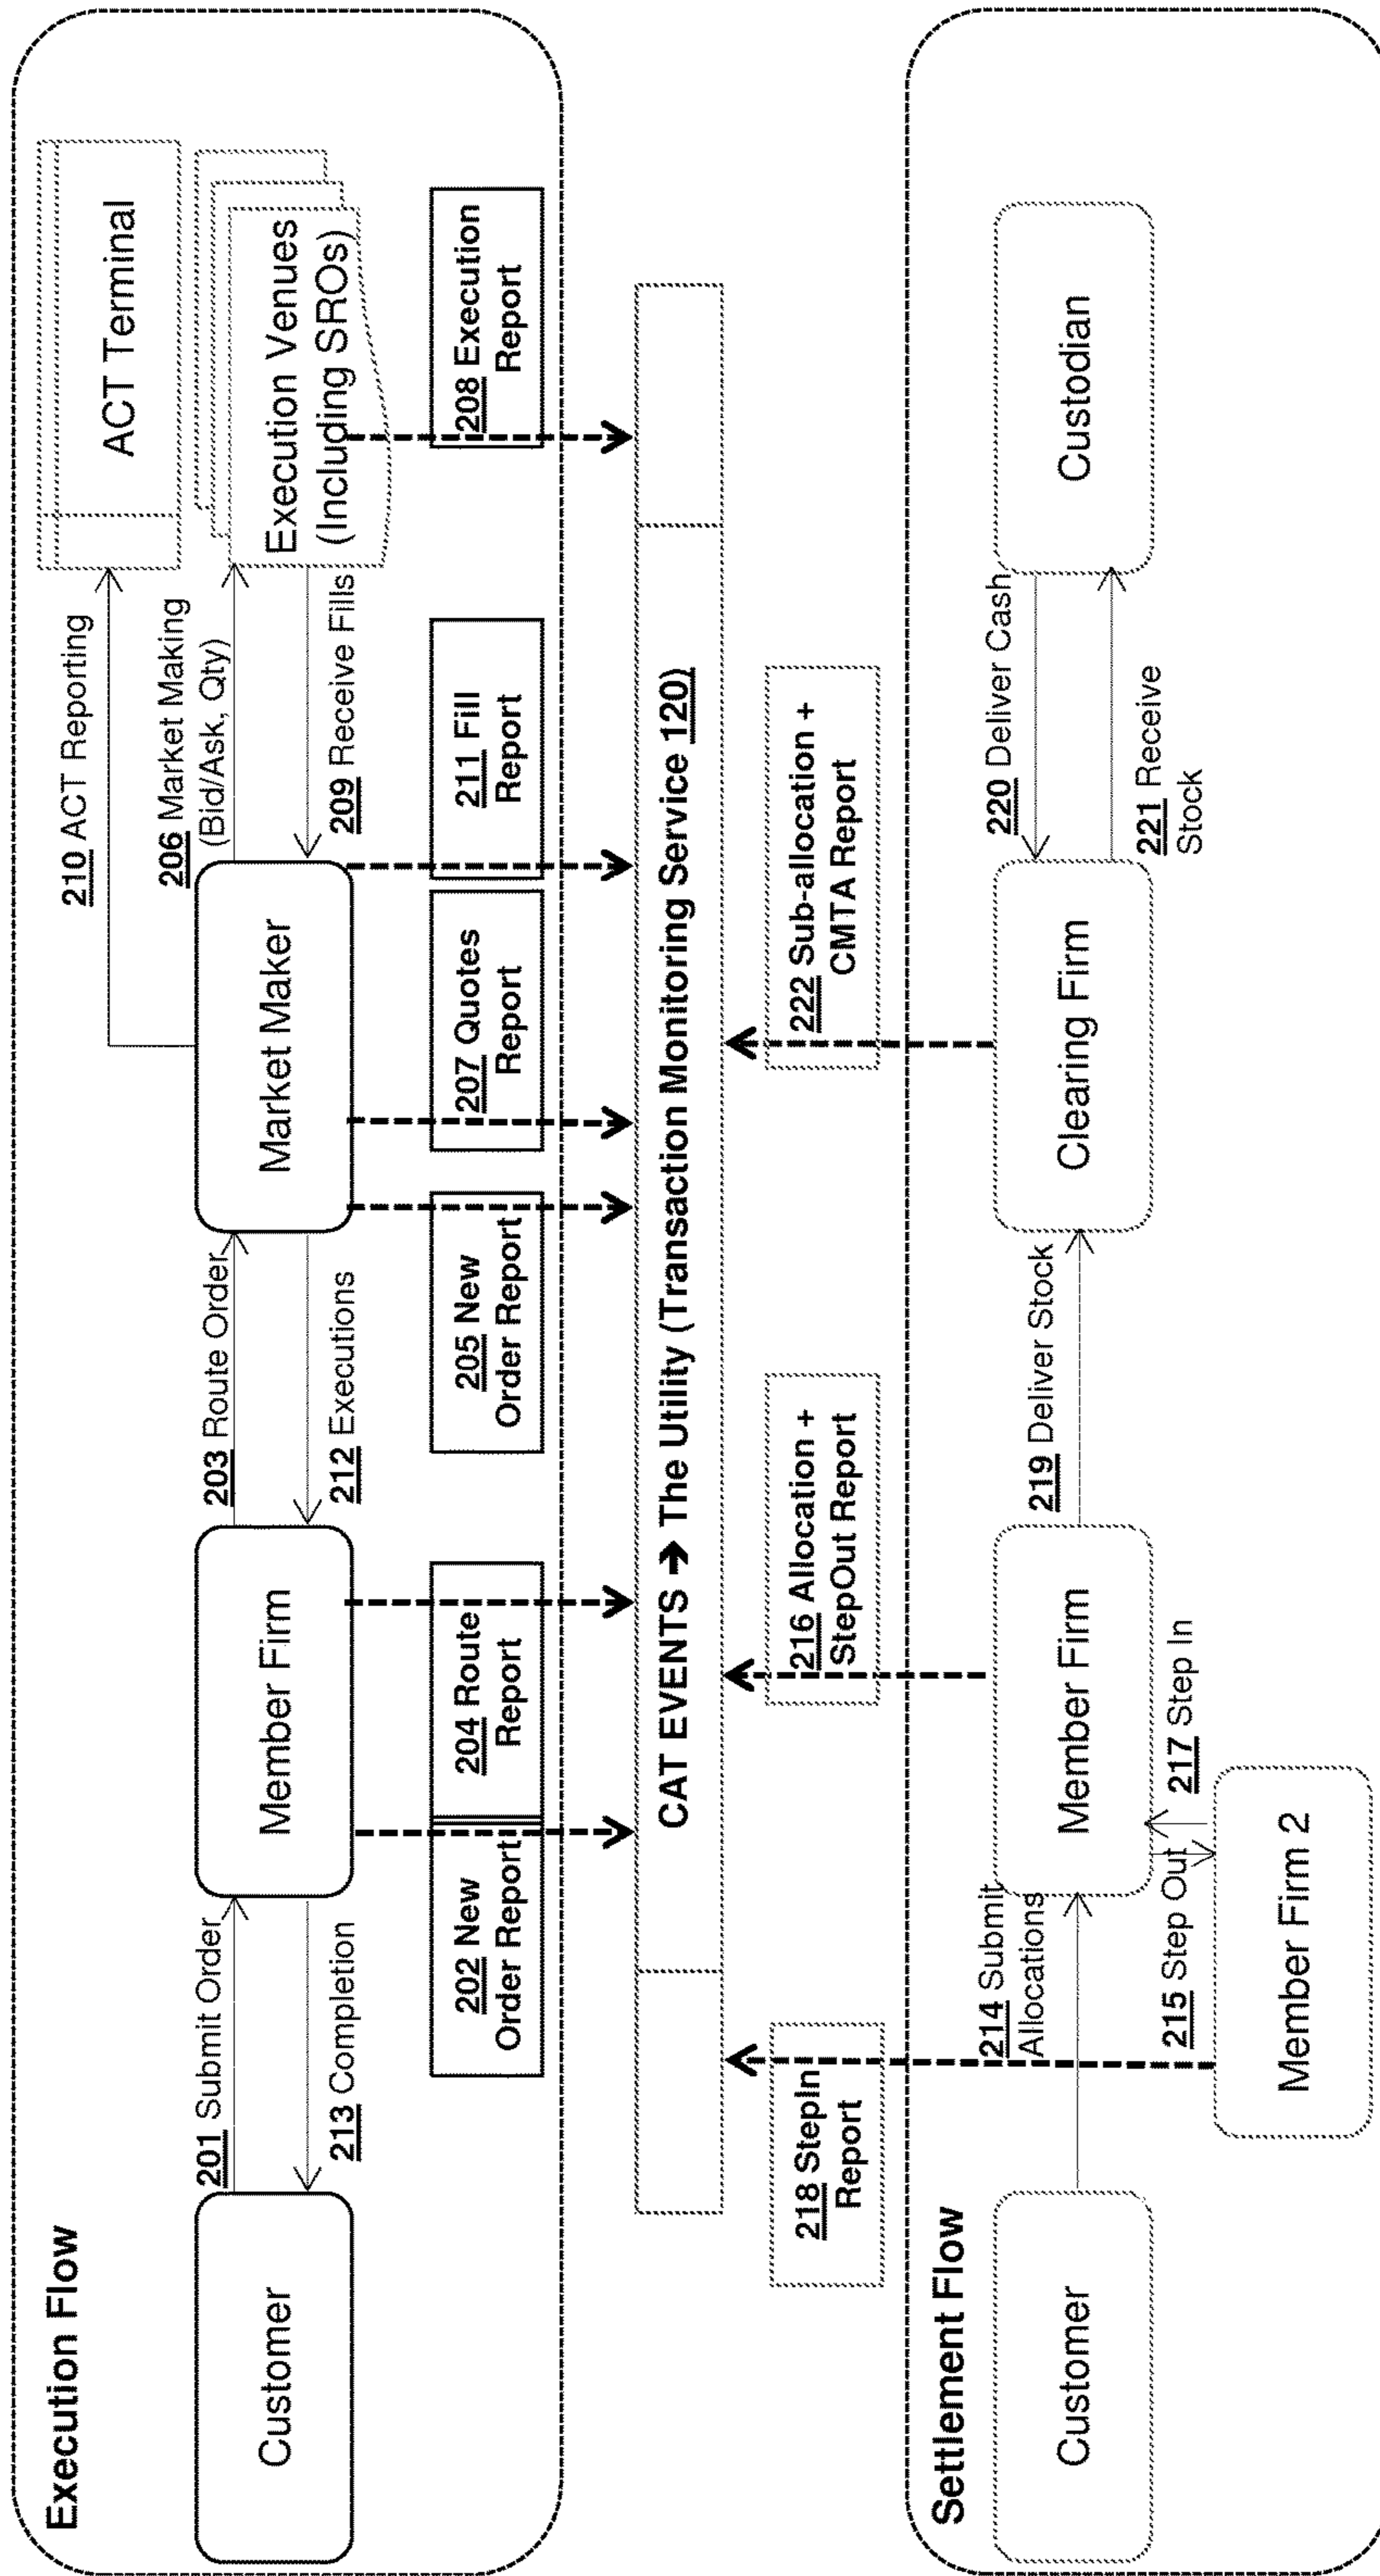 Execution Flow
210 ACT Reporting
ACT Terminal
201 Submit Order
203 Route Order
206 Market Making
(Bid/Ask, Qty)
Customer
Member Firm
Market Maker
Execution Venues
(Including SROs)
213 Completion
212 Executions
209 Receive Fills
202 New
Order Report
204 Route
Report
205 New
Order Report
207 Quotes
Report
211 Fill
Report
208 Execution
Report
CAT EVENTS ➔ The Utility (Transaction Monitoring Service 120)
218 StepIn
Report
216 Allocation +
StepOut Report
222 Sub-allocation +
CMTA Report
Settlement Flow
214 Submit
Allocations
219 Deliver Stock
220 Deliver Cash
Customer
Member Firm
Clearing Firm
Custodian
221 Receive
Stock
215 Step Out
217 Step In
Member Firm 2